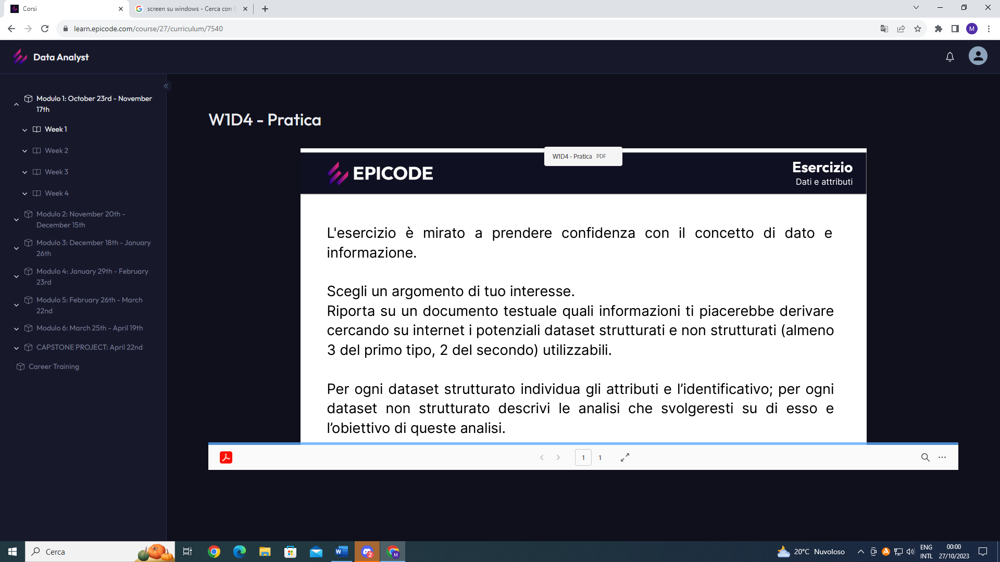 Corsi
screen su windows - Cerca con G
learn.epicode.com/course/27/curriculum/7540
M
Data Analyst
Modulo 1: October 23rd - November
17th
Week 1
Week 2
Week 3
Week 4
Modulo 2: November 20th -
December 15th
Modulo 3: December 18th - January
26th
Modulo 4: January 29th - February
23rd
Modulo 5: February 26th - March
22nd
Modulo 6: March 25th - April 19th
CAPSTONE PROJECT: April 22nd
Career Training
W1D4 - Pratica
W1D4 - Pratica PDF
EPICODE
Esercizio
Dati e attributi
L'esercizio è mirato a prendere confidenza con il concetto di dato e
informazione.
Scegli un argomento di tuo interesse.
Riporta su un documento testuale quali informazioni ti piacerebbe derivare
cercando su internet i potenziali dataset strutturati e non strutturati (almeno
3 del primo tipo, 2 del secondo) utilizzabili.
Per ogni dataset strutturato individua gli attributi e l’identificativo; per ogni
dataset non strutturato descrivi le analisi che svolgeresti su di esso e
l’obiettivo di queste analisi.
1 1
Cerca
W
2
M
20°C Nuvoloso
ENG
INTL
00:00
27/10/2023